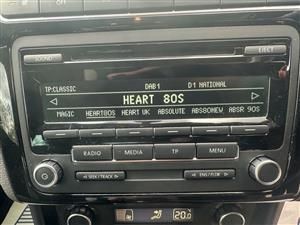 SOUND
EJECT
TP:CLASSIC DAB1 D1 NATIONAL
HEART 80S
MAGIC HEART80S HEART UK ABSOLUTE ABS80NEW ABSR 90S
RADIO MEDIA TP MENU
SEEK / TRACK
20.0